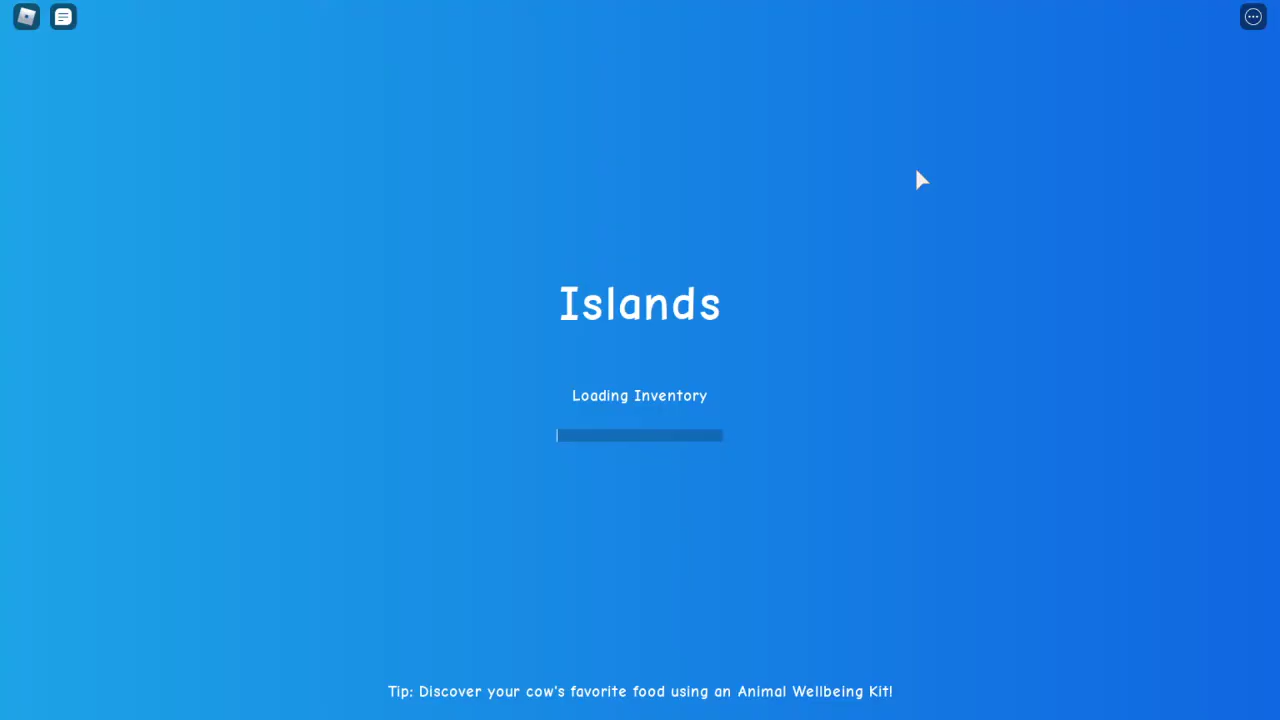 Islands
Loading Inventory
Tip: Discover your cow's favorite food using an Animal Wellbeing Kit!